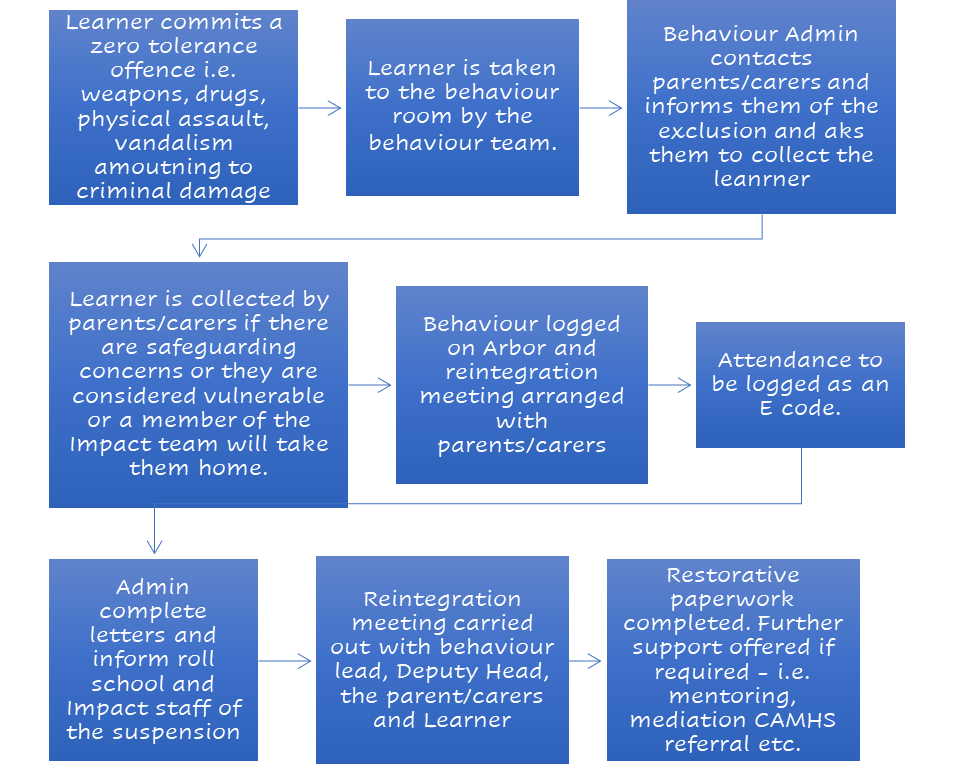 Learner commits a
zero tolerance
offence i.e.
weapons, drugs,
physical assault,
vandalism
amoutning to
criminal damage
Learner is taken
to the behaviour
room by the
behaviour team.
Behaviour Admin
contacts
parents/carers and
informs them of the
exclusion and aks
them to collect the
leanrner
Learner is collected by
parents/carers if there
are safeguarding
concerns or they are
considered vulnerable
or a member of the
Impact team will take
them home.
Behaviour logged
on Arbor and
reintegration
meeting arranged
with
parents/carers
Attendance to
be logged as an
E code.
Admin
complete
letters and
inform roll
school and
Impact staff of
the suspension
Reintegration
meeting carried
out with behaviour
lead, Deputy Head,
the parent/carers
and Learner
Restorative
paperwork
completed. Further
support offered if
required – i.e.
mentoring,
mediation CAMHS
referral etc.